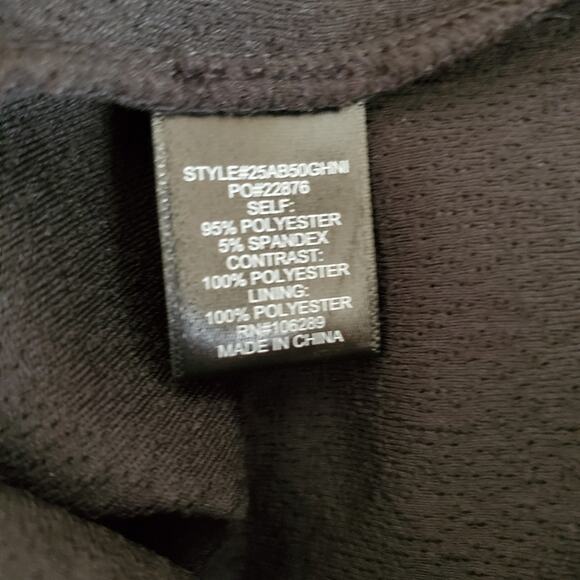 STYLE#25AB50GHNI
PO#22876
SELF:
95% POLYESTER
5% SPANDEX
CONTRAST:
100% POLYESTER
LINING:
100% POLYESTER
RN#106289
MADE IN CHINA